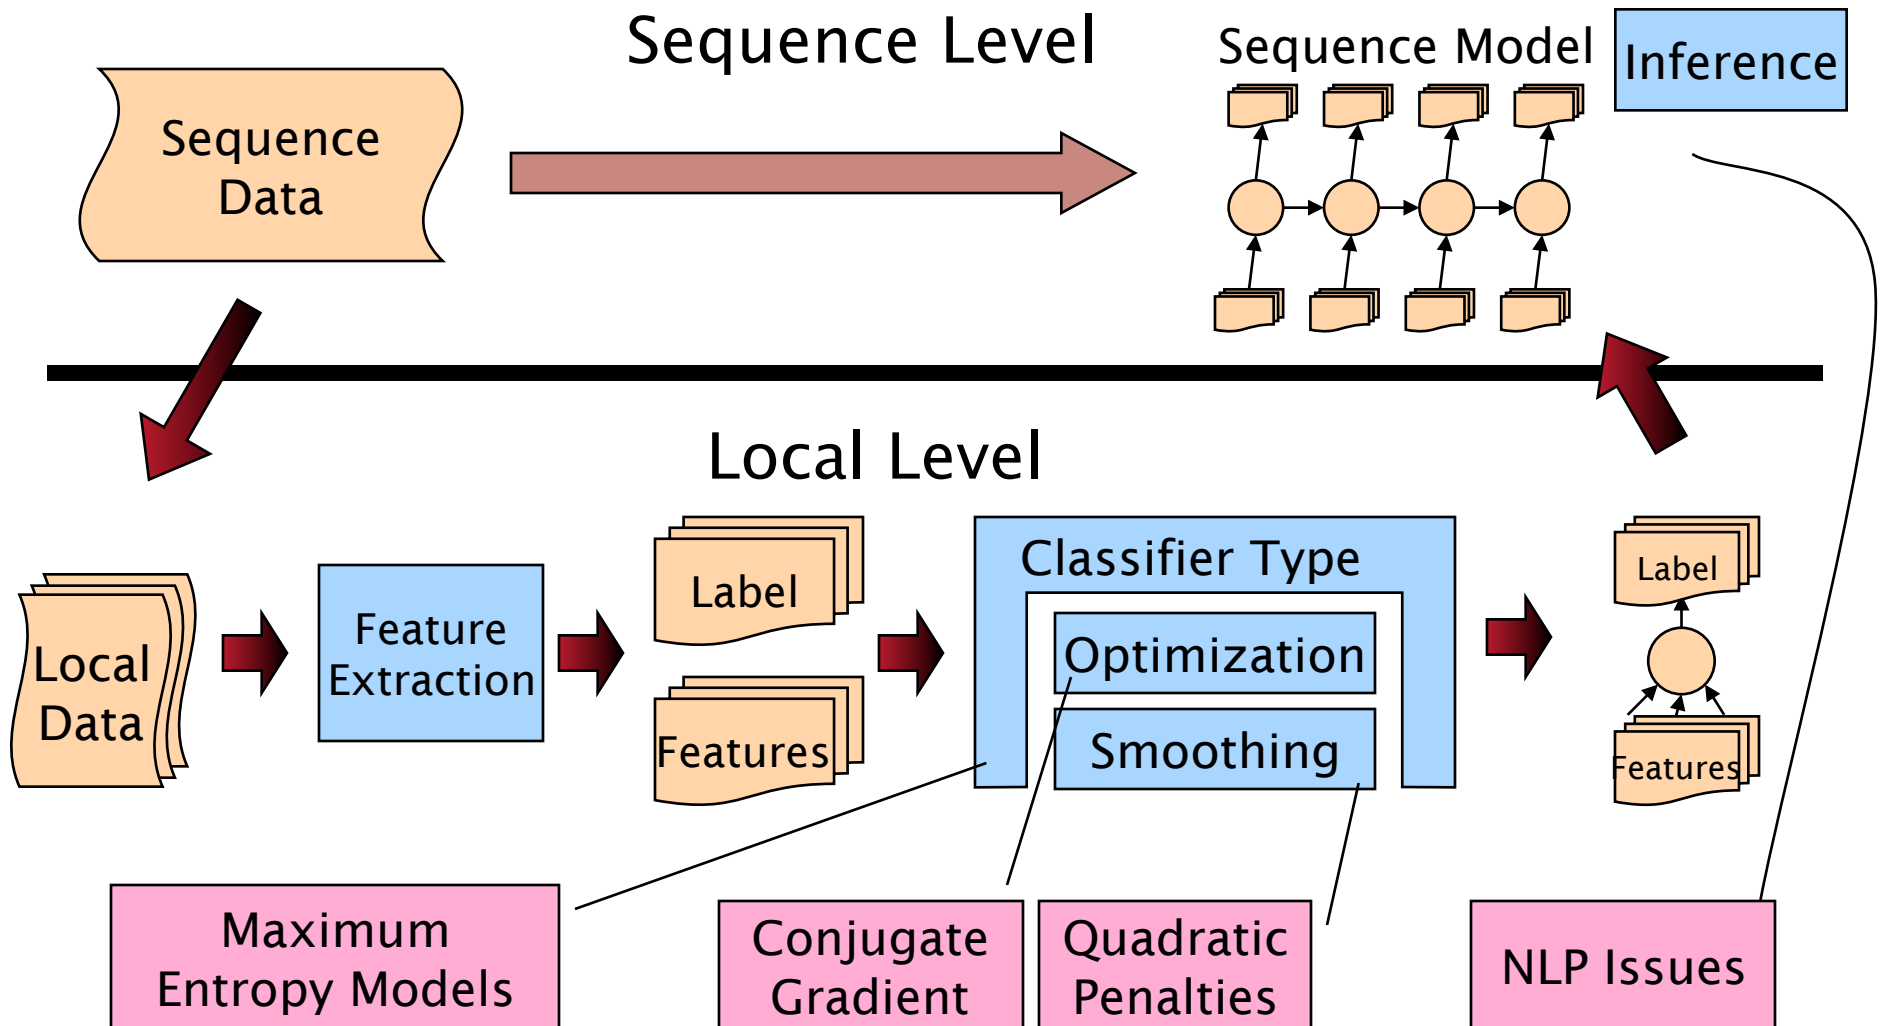 Sequence Level
Sequence Model
Inference
Sequence
Data
Local Level
Local
Data
Feature
Extraction
Label
Features
Classifier Type
Optimization
Smoothing
Label
Features
Maximum
Entropy Models
Conjugate
Gradient
Quadratic
Penalties
NLP Issues